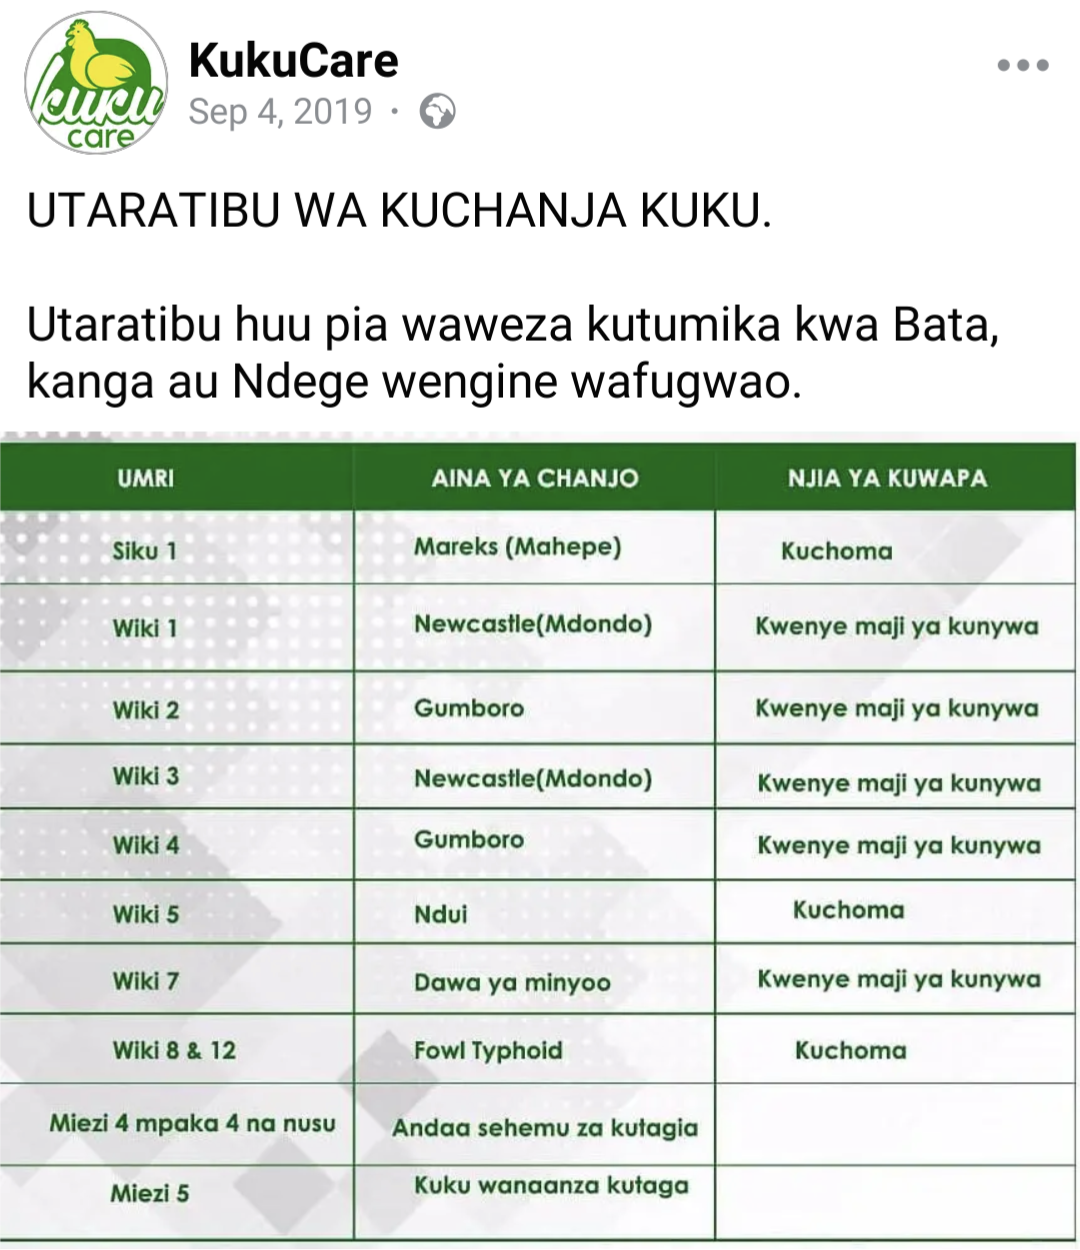 kuku
care
KukuCare
Sep 4, 2019 ·
UTARATIBU WA KUCHANJA KUKU.
Utaratibu huu pia waweza kutumika kwa Bata,
kanga au Ndege wengine wafugwao.
UMRI AINA YA CHANJO NJIA YA KUWAPA
Siku 1 Mareks (Mahepe) Kuchoma
Wiki 1 Newcastle(Mdondo) Kwenye maji ya kunywa
Wiki 2 Gumboro Kwenye maji ya kunywa
Wiki 3 Newcastle(Mdondo) Kwenye maji ya kunywa
Wiki 4 Gumboro Kwenye maji ya kunywa
Wiki 5 Ndui Kuchoma
Wiki 7 Dawa ya minyoo Kwenye maji ya kunywa
Wiki 8 & 12 Fowl Typhoid Kuchoma
Miezi 4 mpaka 4 na nusu Andaa sehemu za kutagia
Miezi 5 Kuku wanaanza kutaga